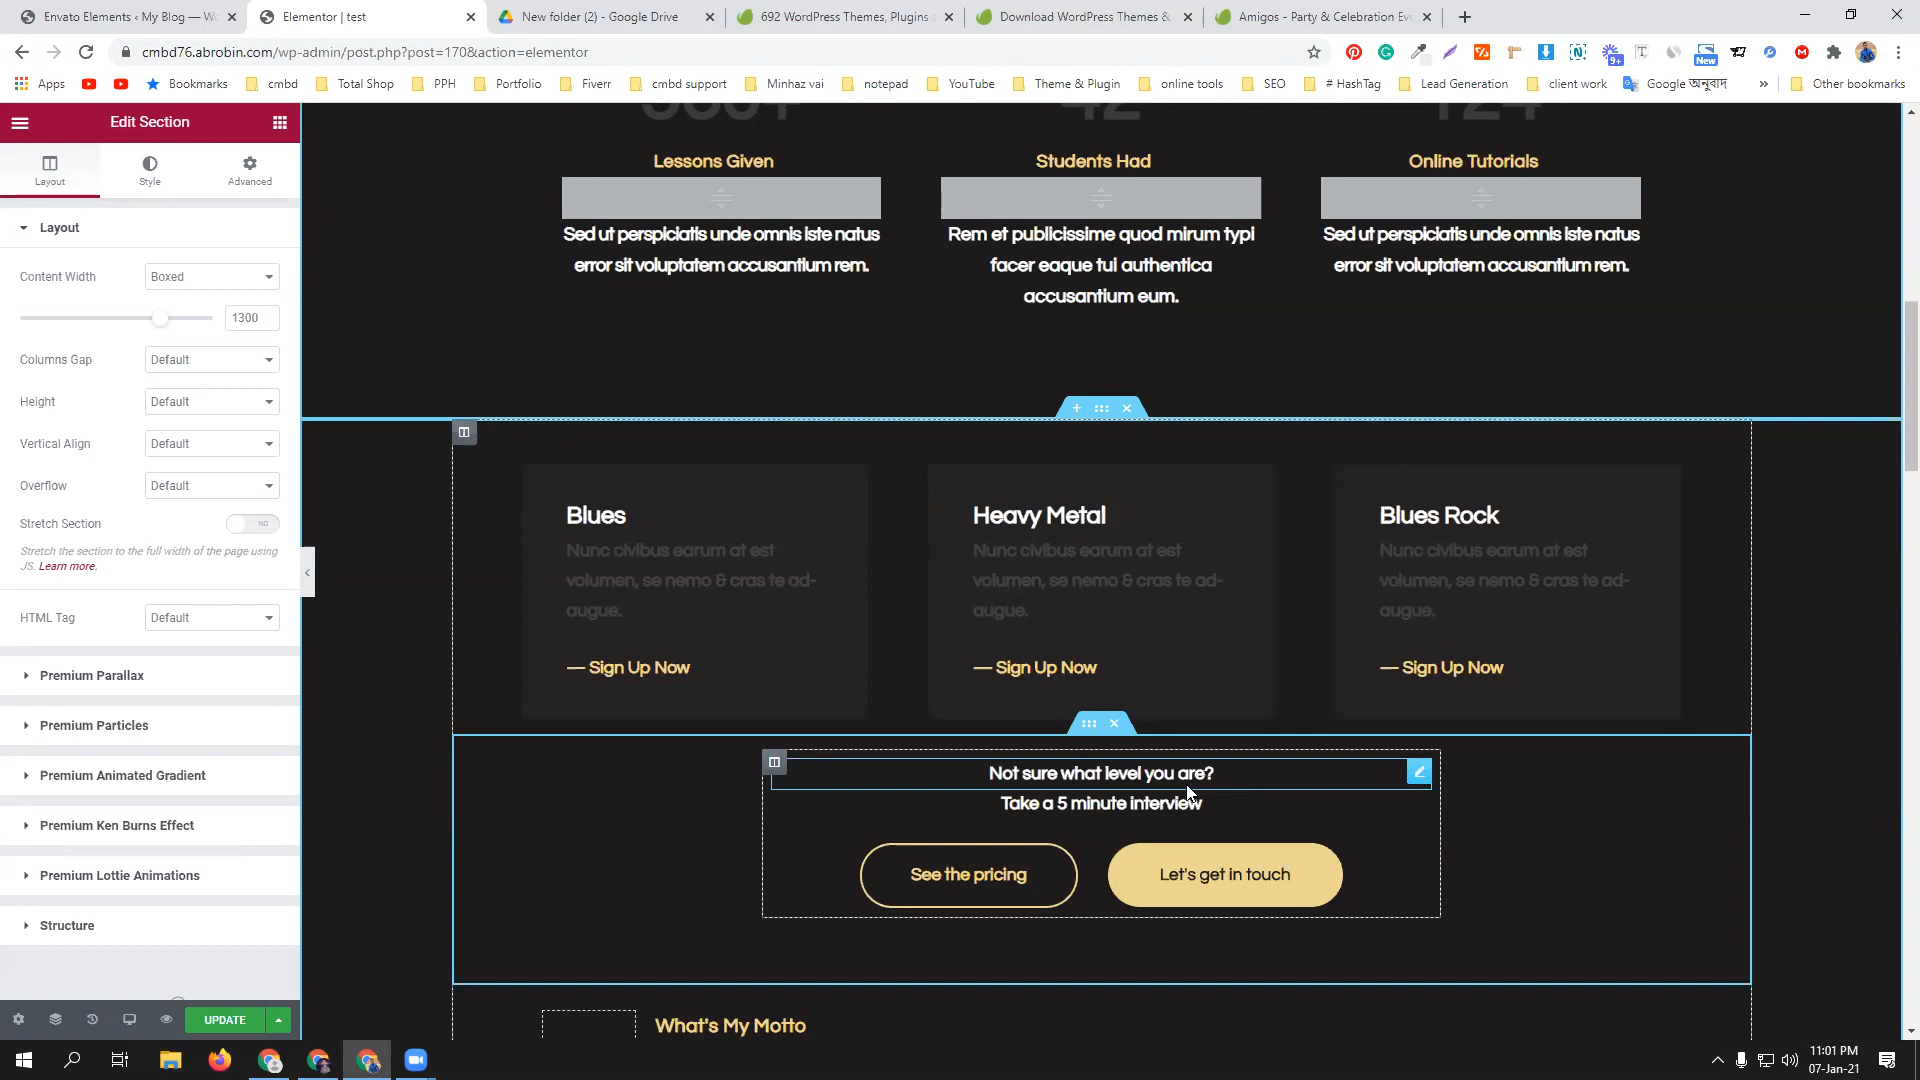 Envato Elements ‹ My Blog — Wo
Elementor | test
New folder (2) - Google Drive
692 WordPress Themes, Plugins
Download WordPress Themes &
Amigos - Party & Celebration Eve
cmbd76.abrobin.com/wp-admin/post.php?post=170&action=elementor
9+
New
Apps
Bookmarks
cmbd
Total Shop
PPH
Portfolio
Fiverr
cmbd support
Minhaz vai
notepad
YouTube
Theme & Plugin
online tools
SEO
# HashTag
Lead Generation
client work
Google অনুবাদ
Other bookmarks
Edit Section
Layout
Style
Advanced
Layout
Content Width
Boxed
1300
Columns Gap
Default
Height
Default
Vertical Align
Default
Overflow
Default
Stretch Section
NO
Stretch the section to the full width of the page using
JS. Learn more.
HTML Tag
Default
Premium Parallax
Premium Particles
Premium Animated Gradient
Premium Ken Burns Effect
Premium Lottie Animations
Structure
UPDATE
42
124
Lessons Given
Students Had
Online Tutorials
Sed ut perspiciatis unde omnis iste natus
error sit voluptatem accusantium rem.
Rem et publicissime quod mirum typi
facer eaque tui authentica
accusantium eum.
Sed ut perspiciatis unde omnis iste natus
error sit voluptatem accusantium rem.
Blues
Nunc civibus earum at est
volumen, se nemo & cras te ad-
augue.
— Sign Up Now
Heavy Metal
Nunc civibus earum at est
volumen, se nemo & cras te ad-
augue.
— Sign Up Now
Blues Rock
Nunc civibus earum at est
volumen, se nemo & cras te ad-
augue.
— Sign Up Now
Not sure what level you are?
Take a 5 minute interview
See the pricing
Let's get in touch
What's My Motto
11:01 PM
07-Jan-21